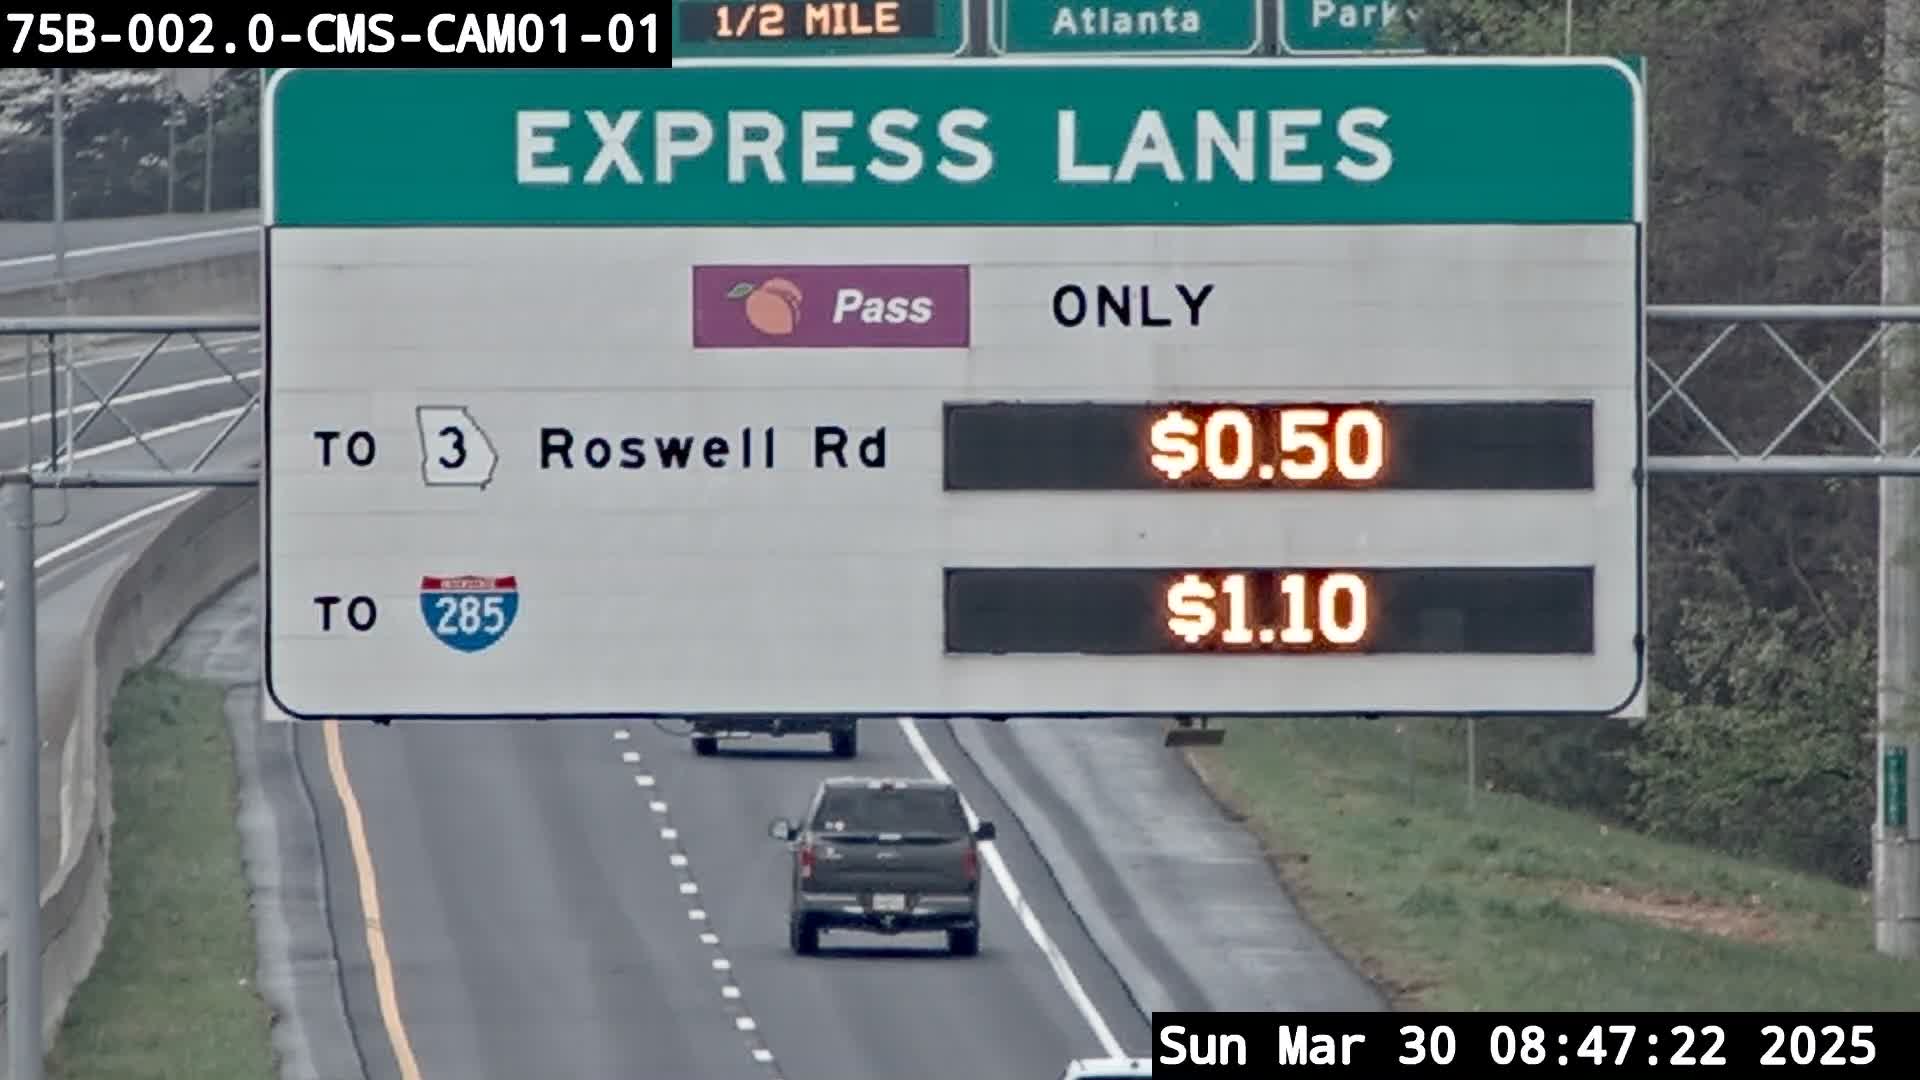 75B-002.0-CMS-CAM01-01
1/2 MILE
Atlanta
EXPRESS LANES
Pass ONLY
TO 3 Roswell Rd $0.50
TO 285 $1.10
Sun Mar 30 08:47:22 2025